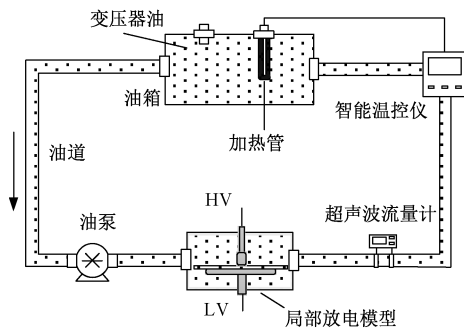 变压器油
油箱
加热管
智能温控仪
油道
油泵
HV
超声波流量计
LV
局部放电模型